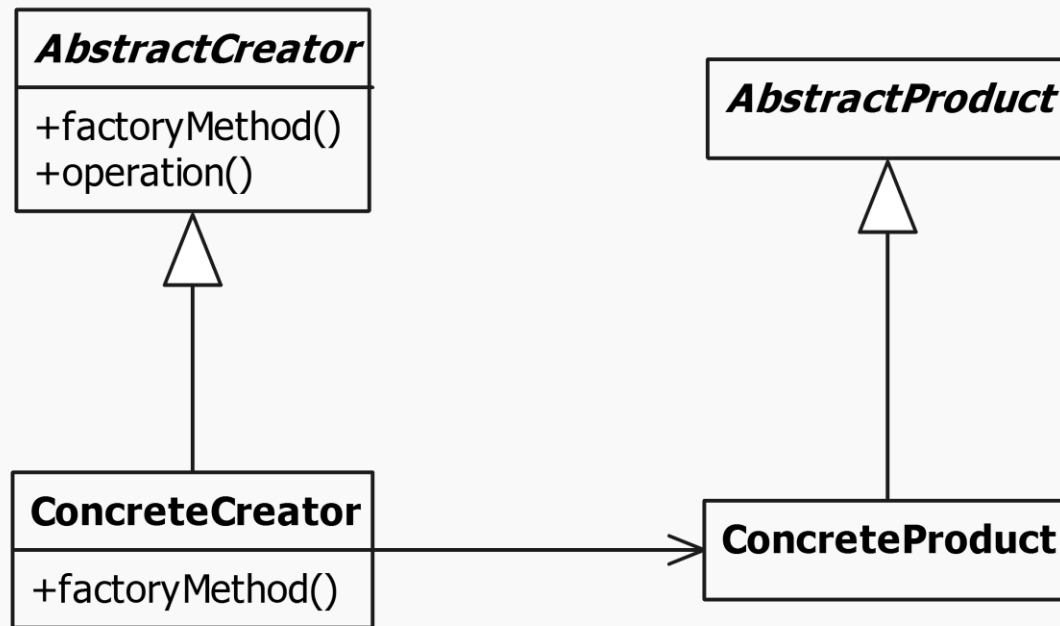 AbstractCreator
+factoryMethod()
+operation()
AbstractProduct
ConcreteCreator
+factoryMethod()
ConcreteProduct